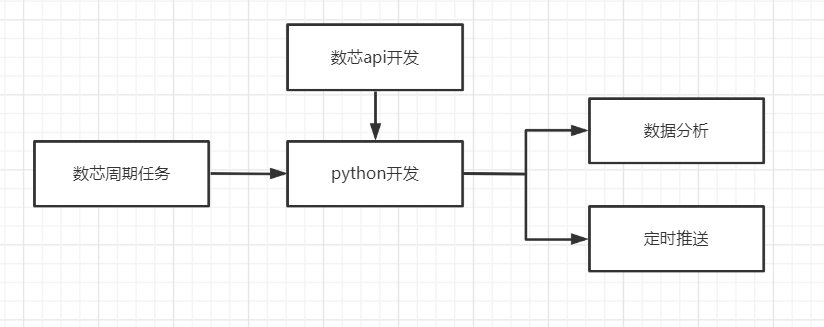 数芯api开发
数据分析
数芯周期任务
python开发
定时推送